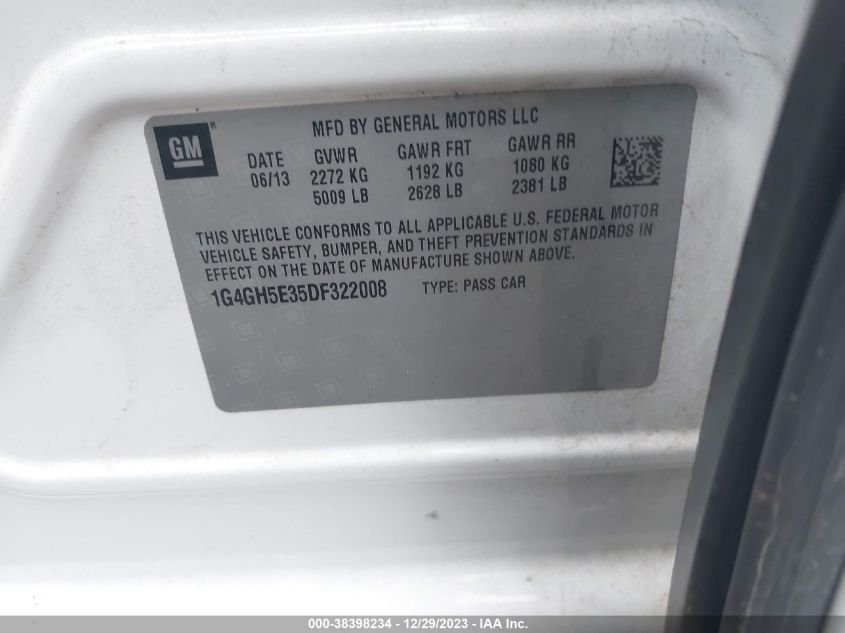 MFD BY GENERAL MOTORS LLC
GM®
DATE GVWR GAWR FRT GAWR RR
06/13 2272 KG 1192 KG 1080 KG
5009 LB 2628 LB 2381 LB
THIS VEHICLE CONFORMS TO ALL APPLICABLE U.S. FEDERAL MOTOR
VEHICLE SAFETY, BUMPER, AND THEFT PREVENTION STANDARDS IN
EFFECT ON THE DATE OF MANUFACTURE SHOWN ABOVE.
1G4GH5E35DF322008 TYPE: PASS CAR
000-38398234 - 12/29/2023 - IAA Inc.